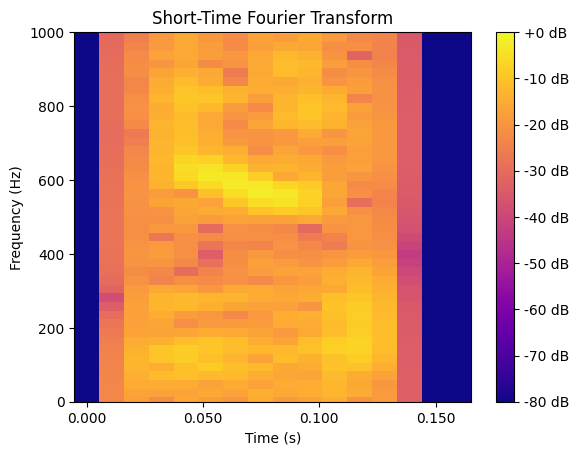 Short-Time Fourier Transform
Frequency (Hz)
1000
800
600
400
200
0
0.000
0.050
0.100
0.150
Time (s)
+0 dB
-10 dB
-20 dB
-30 dB
-40 dB
-50 dB
-60 dB
-70 dB
-80 dB